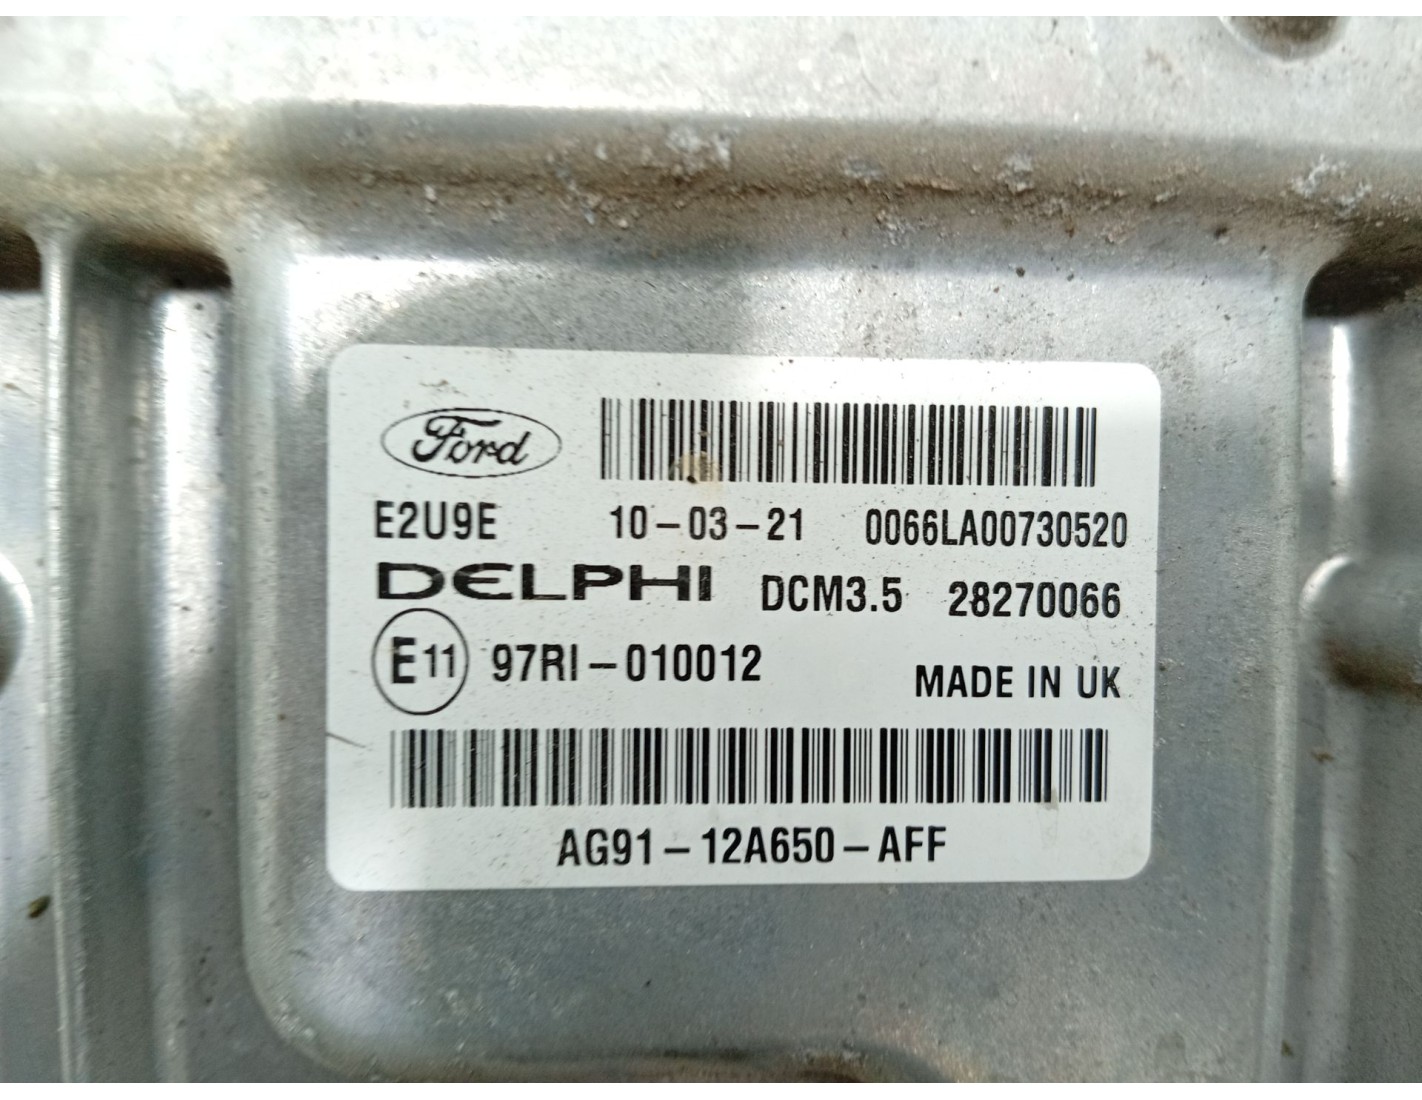 Ford
E2U9E 10-03-21 0066LA00730520
DELPHI DCM3.5 28270066
E11 97RI-010012 MADE IN UK
AG91-12A650-AFF